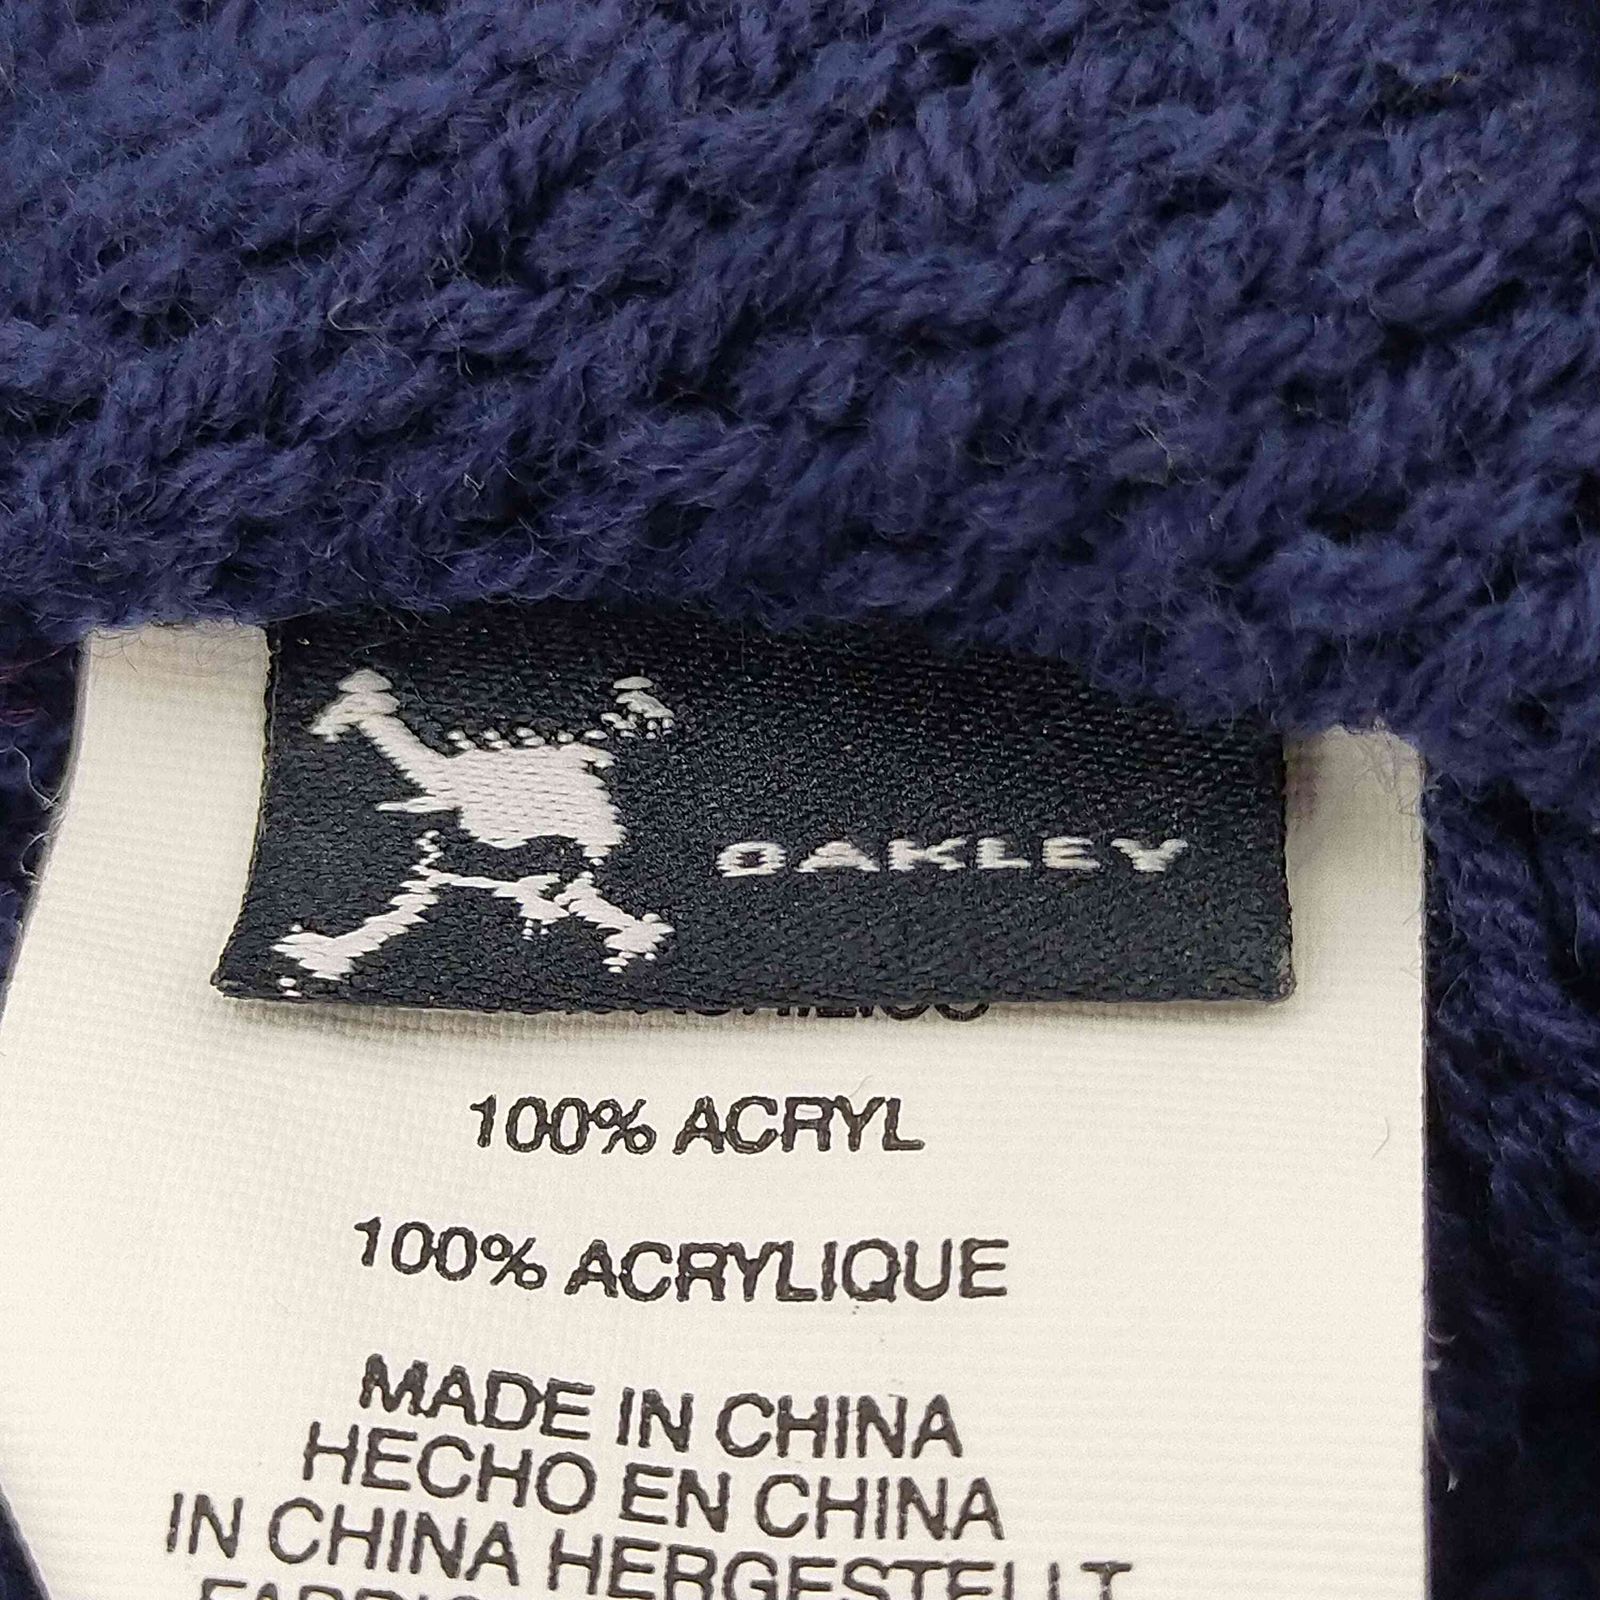 OAKLEY
100% ACRYL
100% ACRYLIQUE
MADE IN CHINA
HECHO EN CHINA
IN CHINA HERGESTELLT